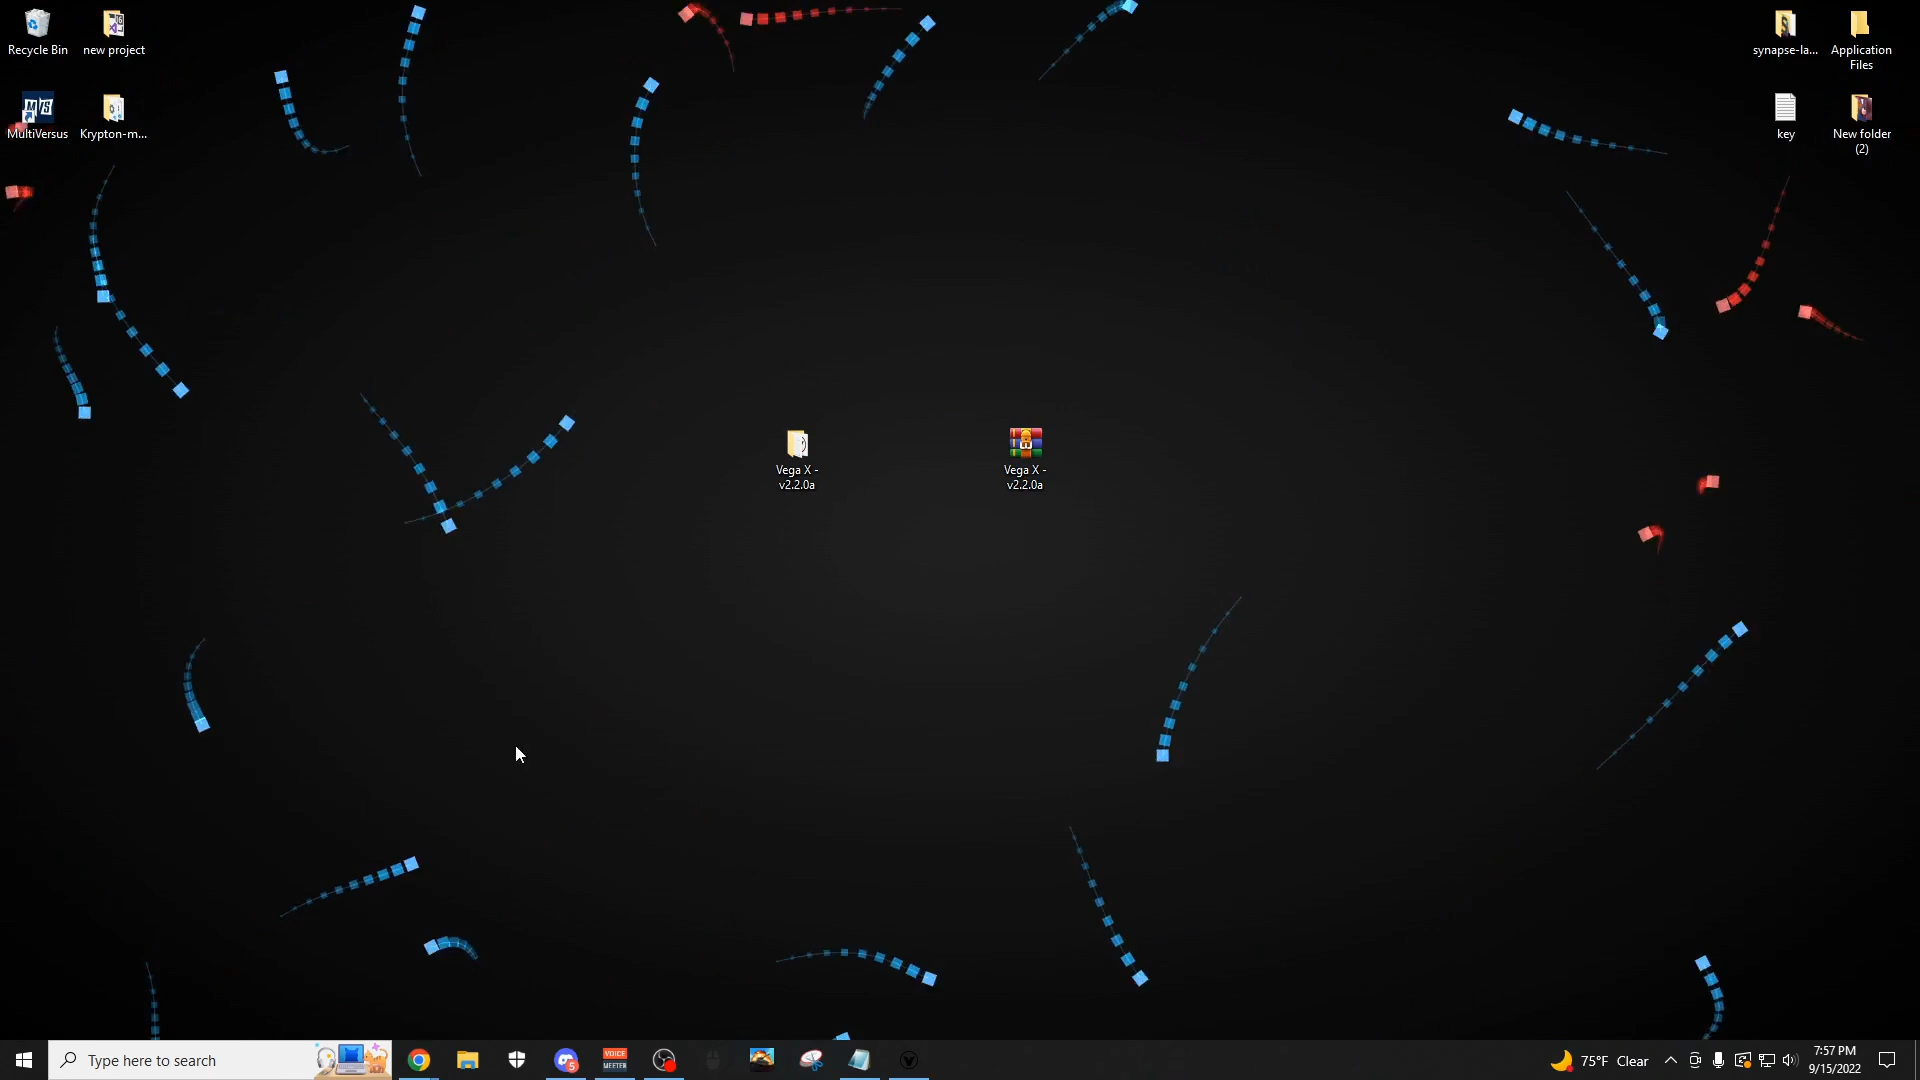 Recycle Bin
new project
MultiVersus
Krypton-m...
synapse-la...
Application
Files
key
New folder
(2)
Vega X -
v2.2.0a
Vega X -
v2.2.0a
Type here to search
VOICE
MEETER
5
75°F Clear
7:57 PM
9/15/2022